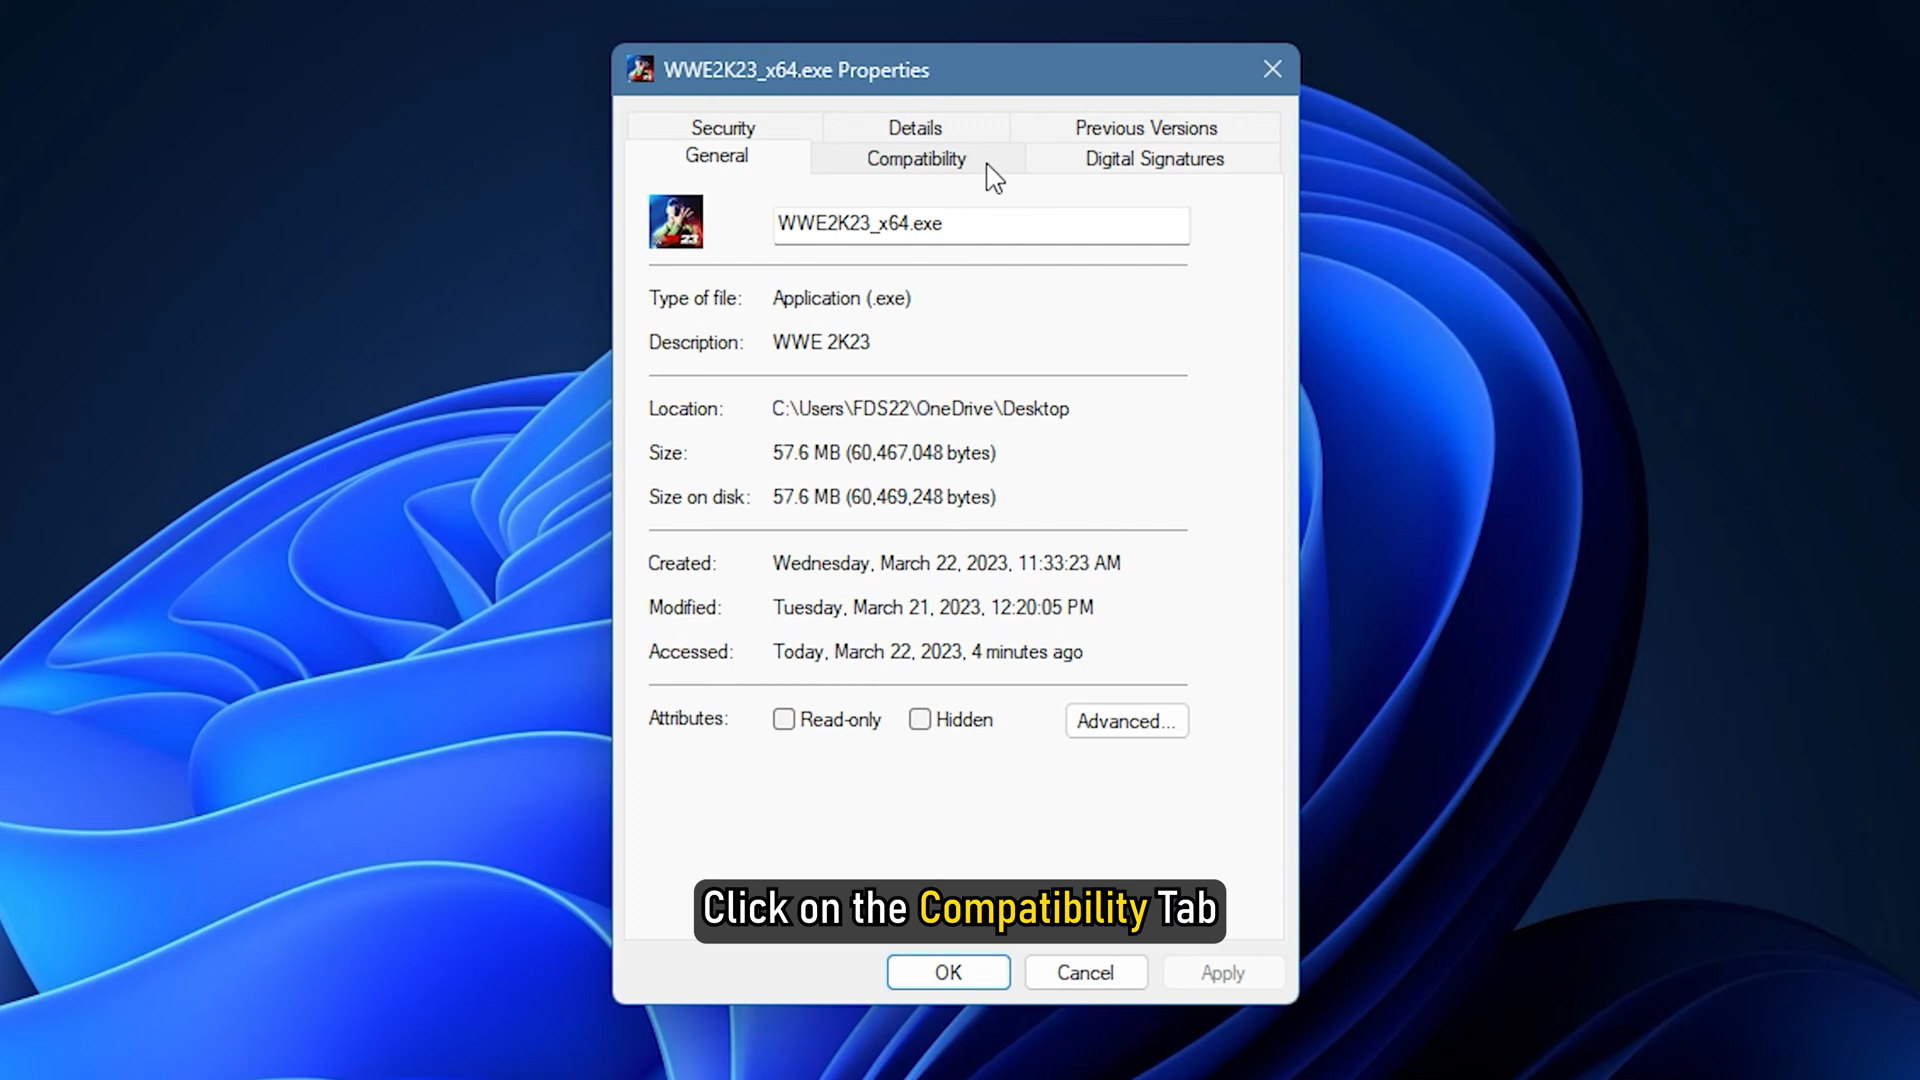 WWE2K23_x64.exe Properties
Security
Details
Previous Versions
General
Compatibility
Digital Signatures
23
WWE2K23_x64.exe
Type of file: Application (.exe)
Description: WWE 2K23
Location: C:\Users\FDS22\OneDrive\Desktop
Size: 57.6 MB (60,467,048 bytes)
Size on disk: 57.6 MB (60,469,248 bytes)
Created: Wednesday, March 22, 2023, 11:33:23 AM
Modified: Tuesday, March 21, 2023, 12:20:05 PM
Accessed: Today, March 22, 2023, 4 minutes ago
Attributes: Read-only Hidden Advanced...
Click on the Compatibility Tab
OK Cancel Apply